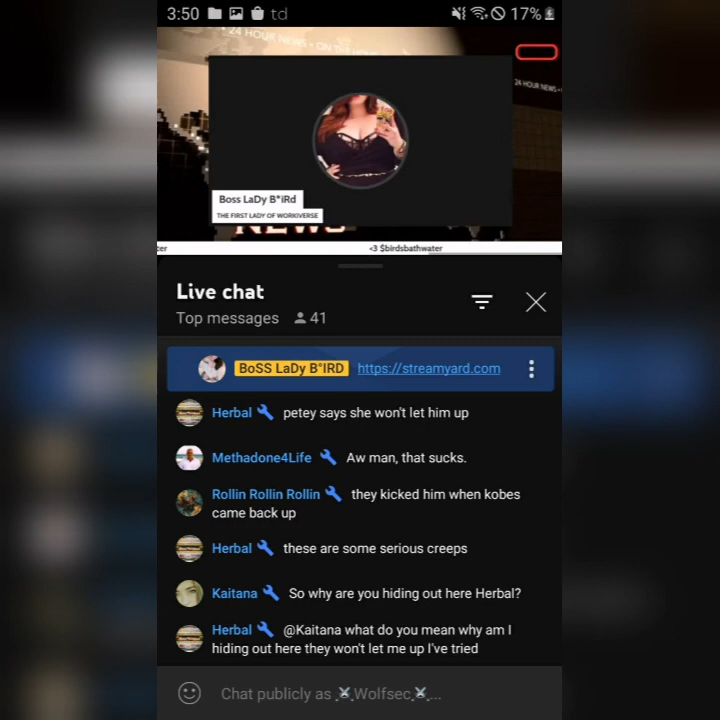 3:50 td 17%
24 HOUR NEWS • ON THE HOUR
24 HOUR NEWS •
Boss LaDy B*iRd
THE FIRST LADY OF WORKIVERSE
NEWS
ter <3 $birdsbathwater
Live chat
Top messages 41
BoSS LaDy B*IRD https://streamyard.com
Herbal petey says she won't let him up
Methadone4Life Aw man, that sucks.
Rollin Rollin Rollin they kicked him when kobes
came back up
Herbal these are some serious creeps
Kaitana So why are you hiding out here Herbal?
Herbal @Kaitana what do you mean why am I
hiding out here they won't let me up I've tried
Chat publicly as ⚔Wolfsec⚔...